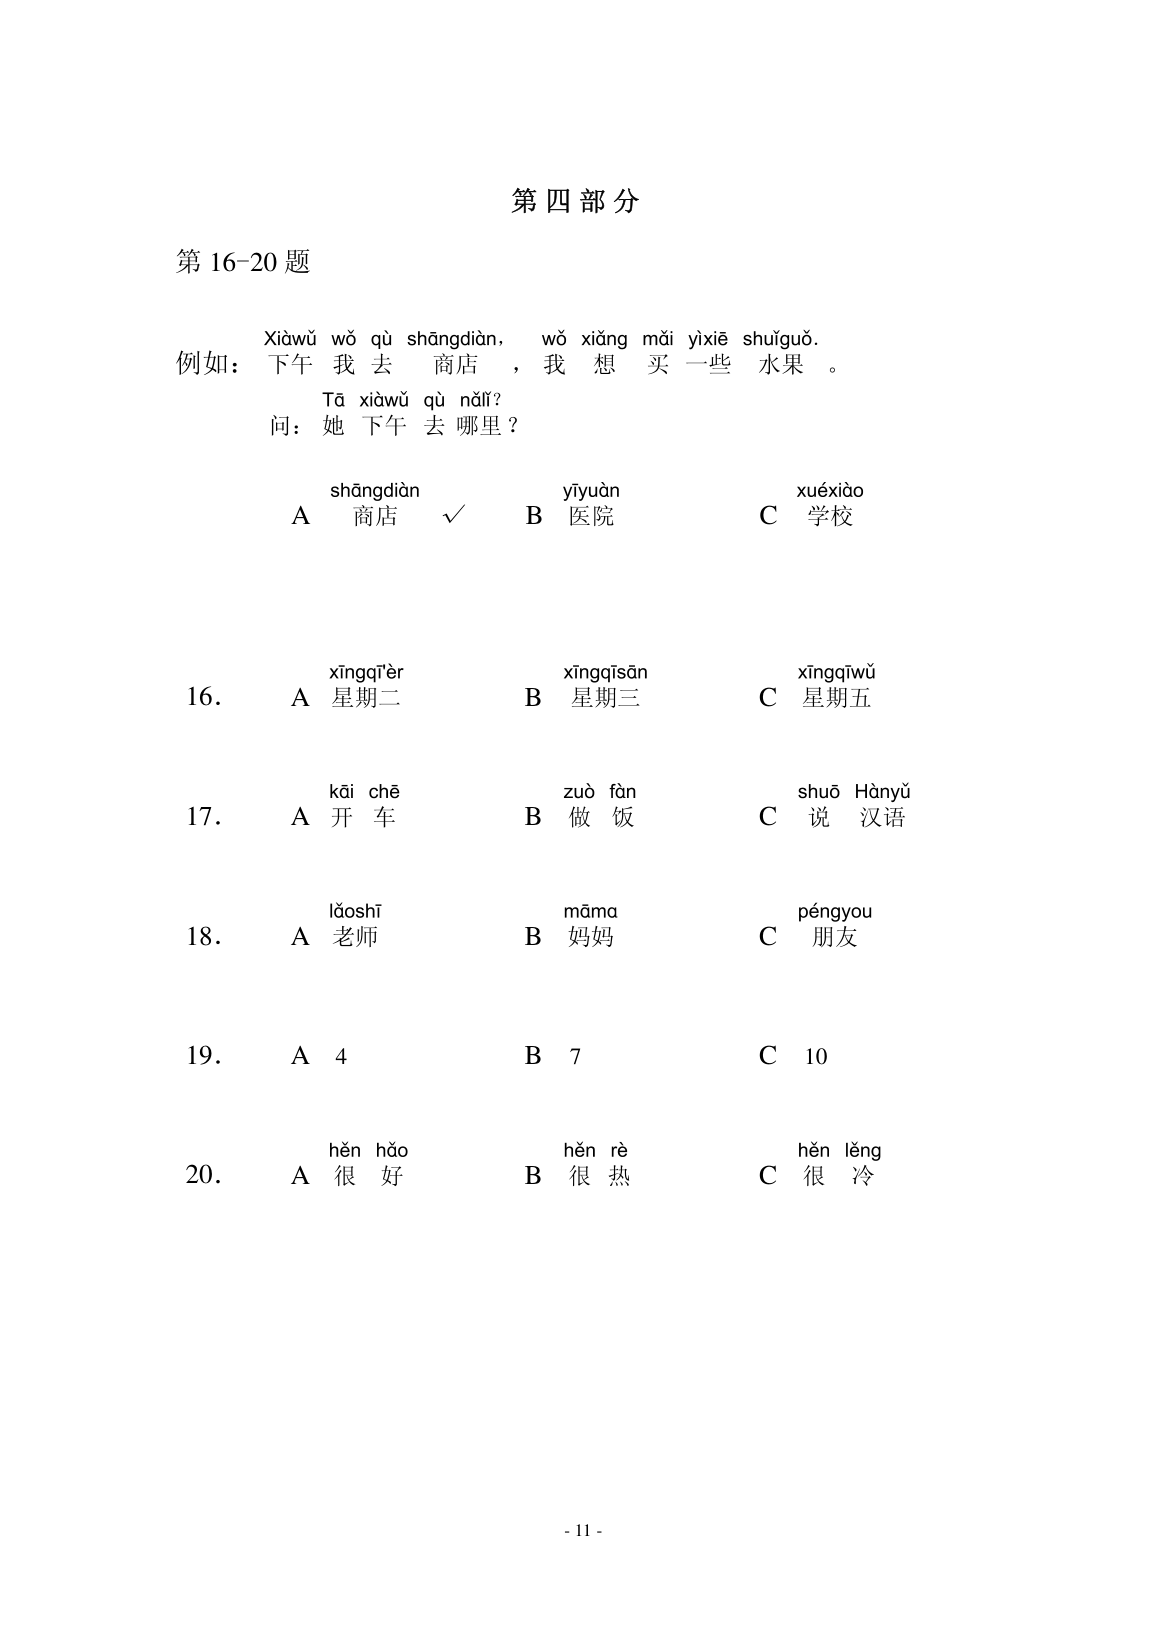 第四部分
第 16-20 题
Xiàwǔ wǒ qù shāngdiàn, wǒ xiǎng mǎi yìxiē shuǐguǒ.
例如： 下午 我 去 商店 ， 我 想 买 一些 水果 。
Tā xiàwǔ qù nǎlǐ?
问： 她 下午 去 哪里？
shāngdiàn yīyuàn xuéxiào
A 商店 √ B 医院 C 学校
xīngqī'èr xīngqīsān xīngqīwǔ
16. A 星期二 B 星期三 C 星期五
kāi chē zuò fàn shuō Hànyǔ
17. A 开 车 B 做 饭 C 说 汉语
lǎoshī māma péngyou
18. A 老师 B 妈妈 C 朋友
19. A 4 B 7 C 10
hěn hǎo hěn rè hěn lěng
20. A 很 好 B 很 热 C 很 冷
- 11 -